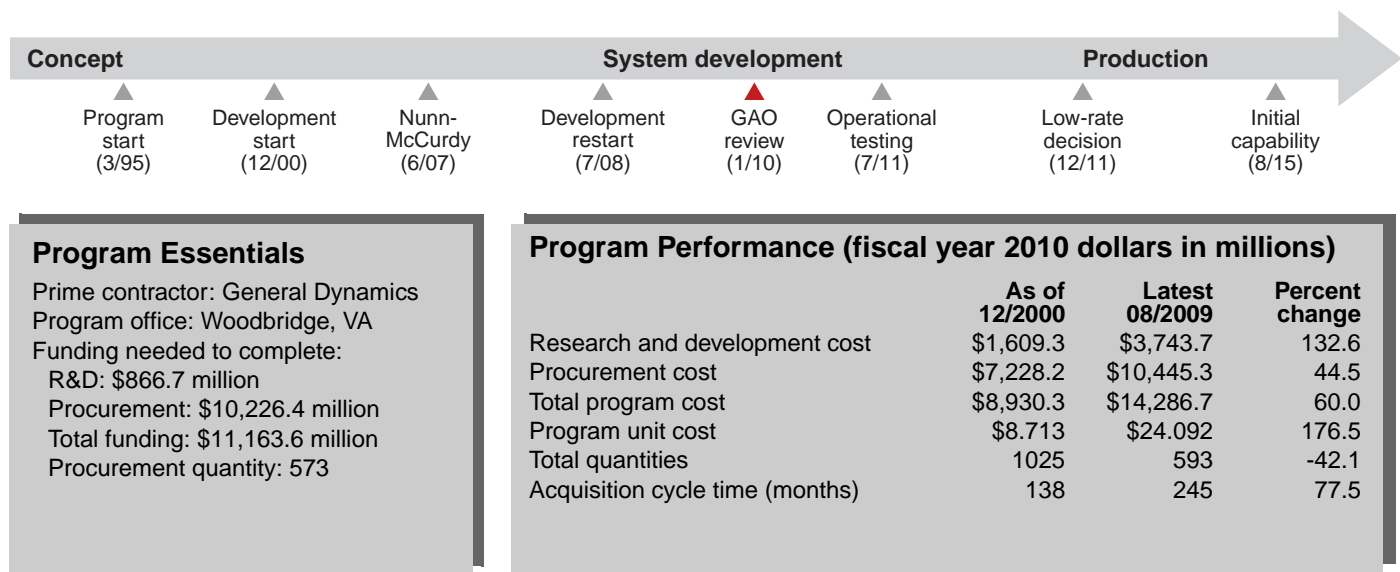 Concept System development Production
Program start (3/95)
Development start (12/00)
Nunn-McCurdy (6/07)
Development restart (7/08)
GAO review (1/10)
Operational testing (7/11)
Low-rate decision (12/11)
Initial capability (8/15)
Program Essentials
Prime contractor: General Dynamics
Program office: Woodbridge, VA
Funding needed to complete:
R&D: $866.7 million
Procurement: $10,226.4 million
Total funding: $11,163.6 million
Procurement quantity: 573
Program Performance (fiscal year 2010 dollars in millions)
As of 12/2000 Latest 08/2009 Percent change
Research and development cost $1,609.3 $3,743.7 132.6
Procurement cost $7,228.2 $10,445.3 44.5
Total program cost $8,930.3 $14,286.7 60.0
Program unit cost $8.713 $24.092 176.5
Total quantities 1025 593 -42.1
Acquisition cycle time (months) 138 245 77.5